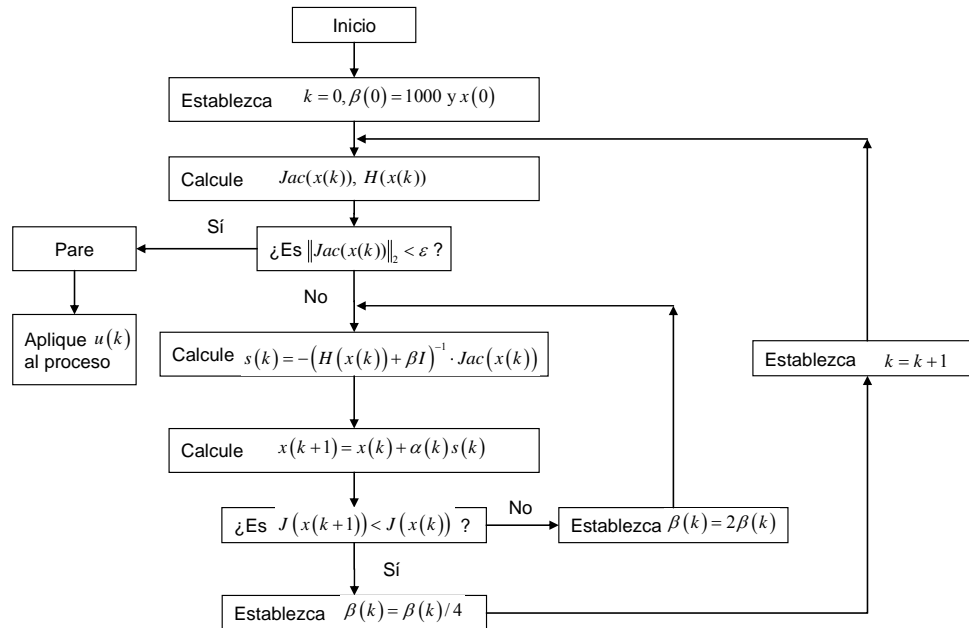 Inicio
Establezca k = 0, β(0) = 1000 y x(0)
Calcule Jac(x(k)), H(x(k))
Sí
Pare
¿Es ‖Jac(x(k))‖₂ < ε ?
No
Aplique u(k)
al proceso
Calcule s(k) = −(H(x(k)) + βI)⁻¹ · Jac(x(k))
Establezca k = k + 1
Calcule x(k+1) = x(k) + α(k) s(k)
¿Es J(x(k+1)) < J(x(k)) ?
No
Establezca β(k) = 2β(k)
Sí
Establezca β(k) = β(k)/4